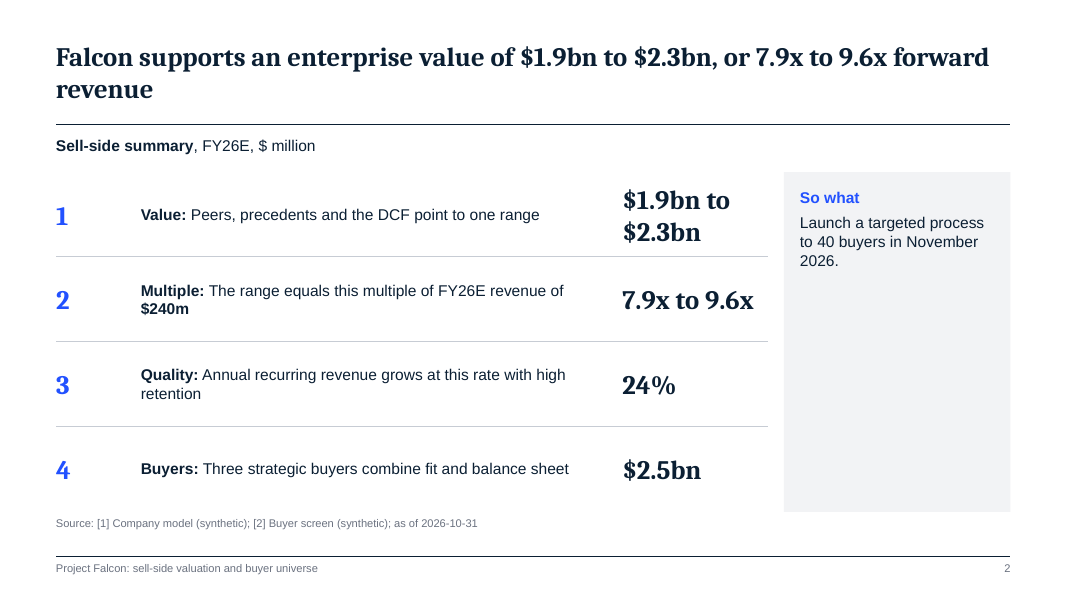 Falcon supports an enterprise value of $1.9bn to $2.3bn, or 7.9x to 9.6x forward
revenue
Sell-side summary, FY26E, $ million
1
Value: Peers, precedents and the DCF point to one range
$1.9bn to
$2.3bn
2
Multiple: The range equals this multiple of FY26E revenue of
$240m
7.9x to 9.6x
3
Quality: Annual recurring revenue grows at this rate with high
retention
24%
4
Buyers: Three strategic buyers combine fit and balance sheet
$2.5bn
So what
Launch a targeted process
to 40 buyers in November
2026.
Source: [1] Company model (synthetic); [2] Buyer screen (synthetic); as of 2026-10-31
Project Falcon: sell-side valuation and buyer universe
2